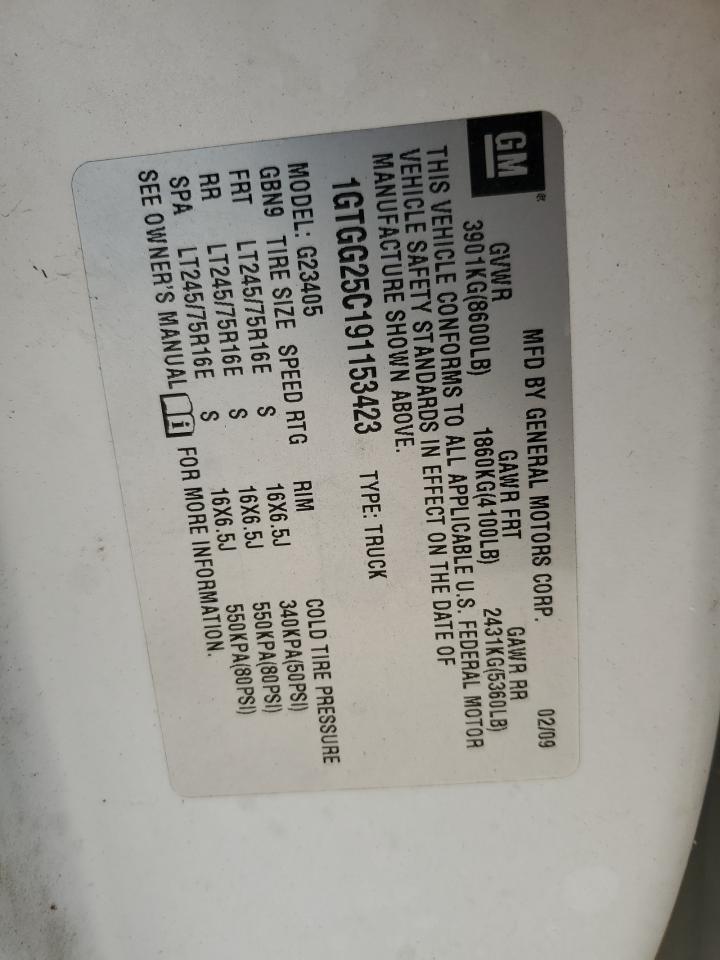 GM®
MFD BY GENERAL MOTORS CORP. 02/09
GVWR GAWR FRT GAWR RR
3901KG(8600LB) 1860KG(4100LB) 2431KG(5360LB)
THIS VEHICLE CONFORMS TO ALL APPLICABLE U.S. FEDERAL MOTOR
VEHICLE SAFETY STANDARDS IN EFFECT ON THE DATE OF
MANUFACTURE SHOWN ABOVE.
1GTGG25C191153423 TYPE: TRUCK
MODEL: G23405
GBN9 TIRE SIZE SPEED RTG RIM COLD TIRE PRESSURE
FRT LT245/75R16E S 16X6.5J 340KPA(50PSI)
RR LT245/75R16E S 16X6.5J 550KPA(80PSI)
SPA LT245/75R16E S 16X6.5J 550KPA(80PSI)
SEE OWNER'S MANUAL i FOR MORE INFORMATION.